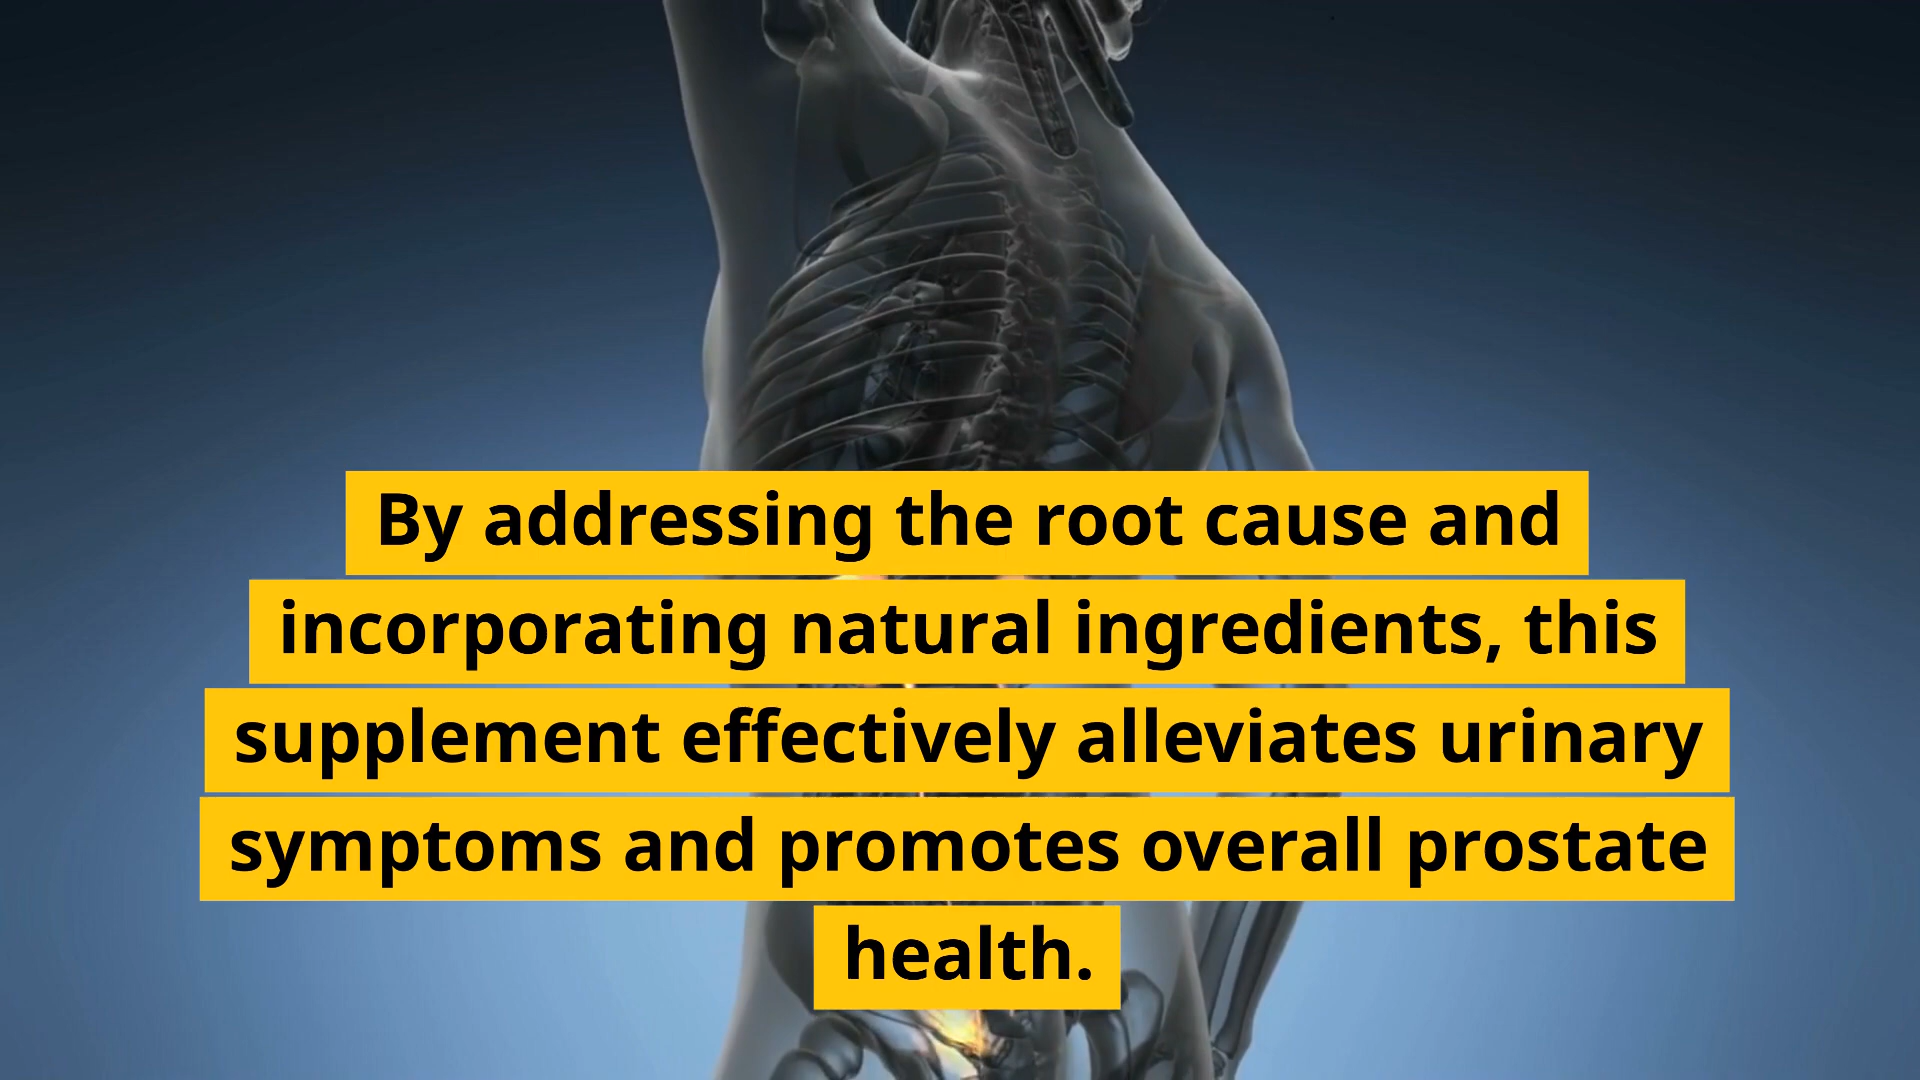 By addressing the root cause and
incorporating natural ingredients, this
supplement effectively alleviates urinary
symptoms and promotes overall prostate
health.